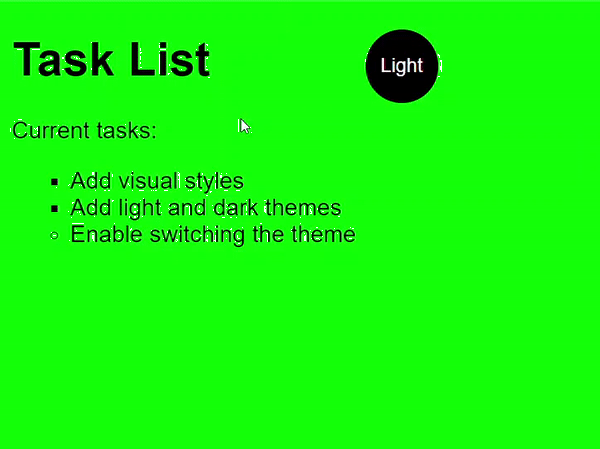 Task List
Light
Current tasks:
Add visual styles
Add light and dark themes
Enable switching the theme